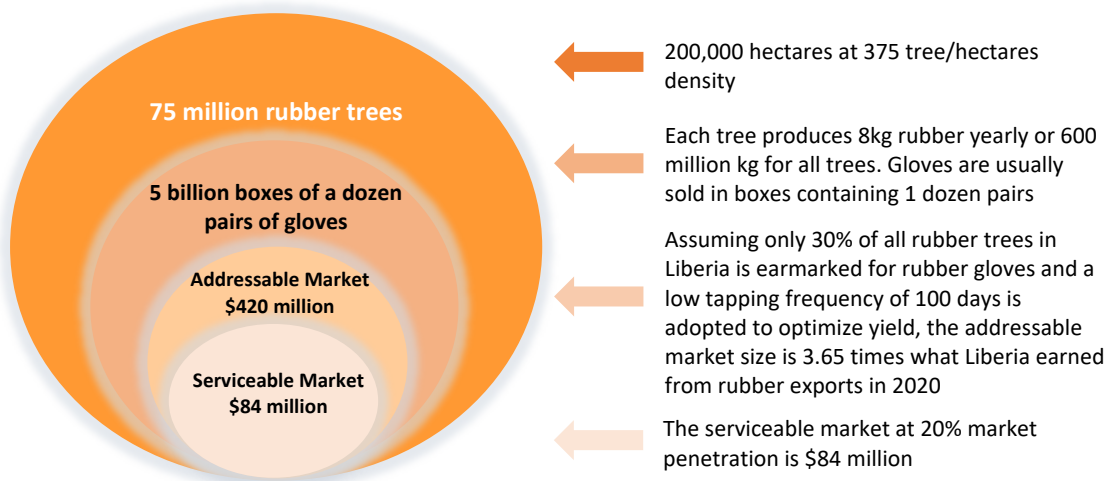 75 million rubber trees
5 billion boxes of a dozen
pairs of gloves
Addressable Market
$420 million
Serviceable Market
$84 million
200,000 hectares at 375 tree/hectares
density
Each tree produces 8kg rubber yearly or 600
million kg for all trees. Gloves are usually
sold in boxes containing 1 dozen pairs
Assuming only 30% of all rubber trees in
Liberia is earmarked for rubber gloves and a
low tapping frequency of 100 days is
adopted to optimize yield, the addressable
market size is 3.65 times what Liberia earned
from rubber exports in 2020
The serviceable market at 20% market
penetration is $84 million